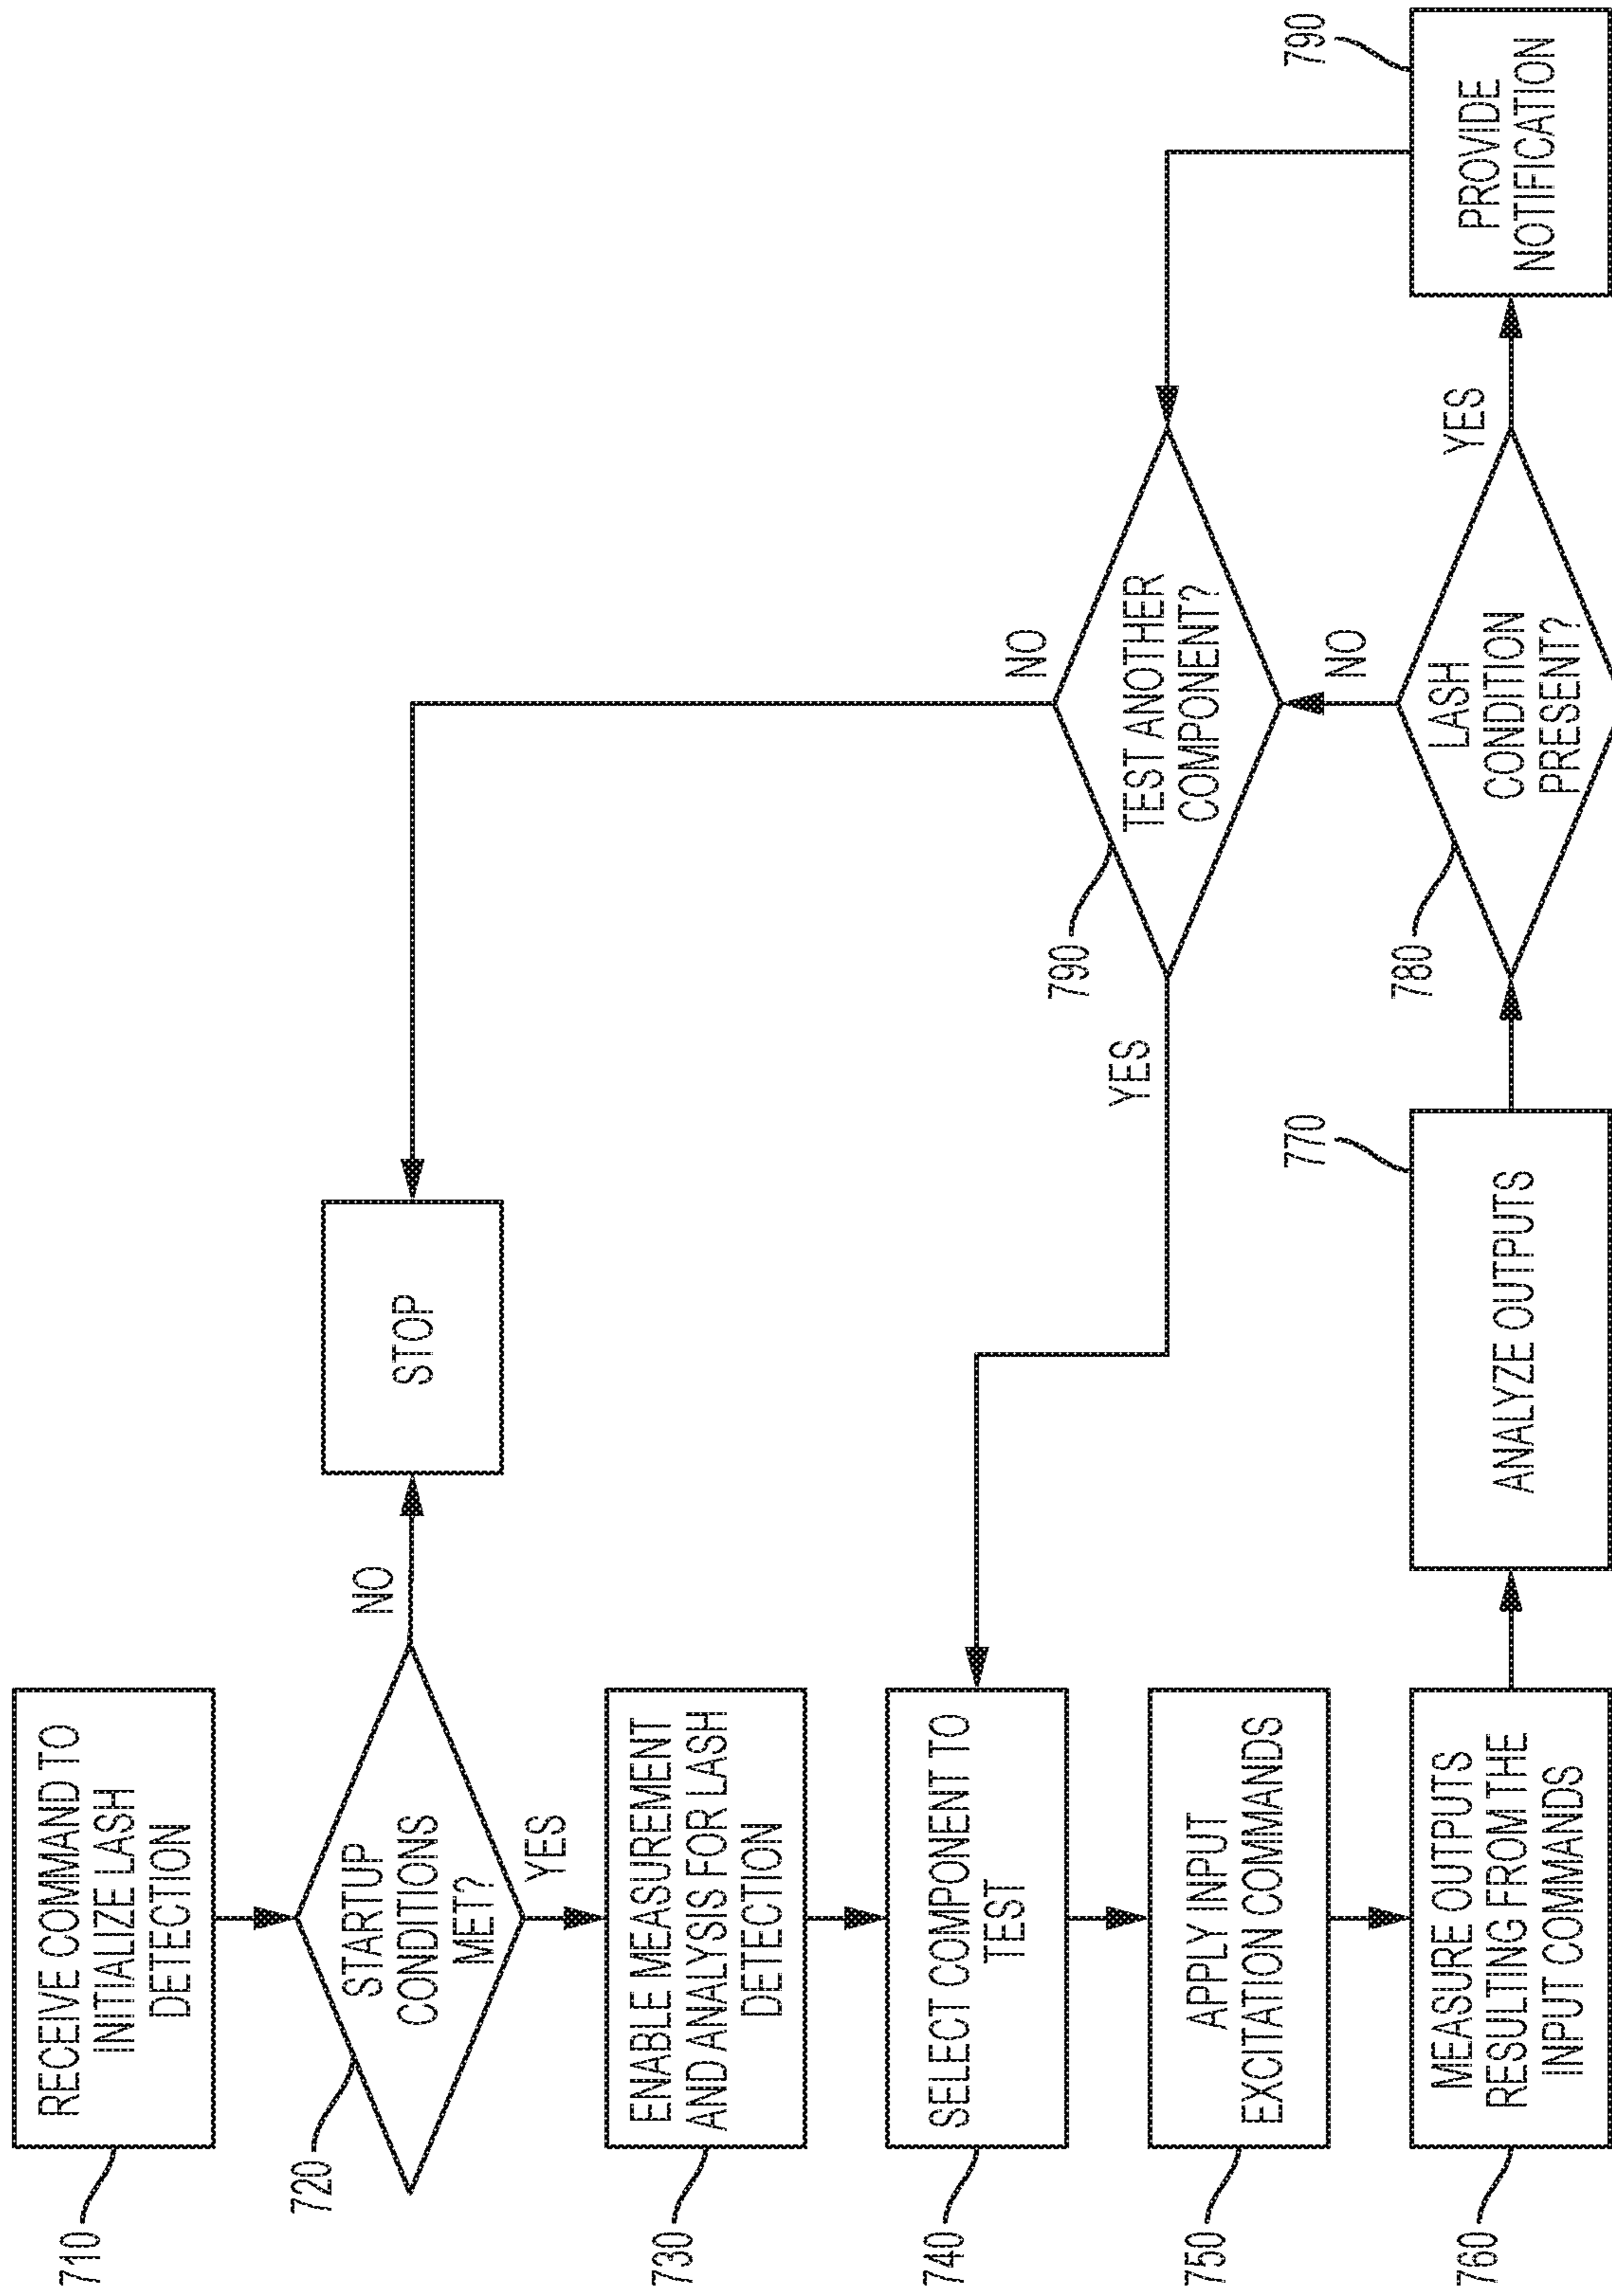 710
RECEIVE COMMAND TO
INITIALIZE LASH
DETECTION
720
STARTUP
CONDITIONS
MET?
NO
STOP
YES
730
ENABLE MEASUREMENT
AND ANALYSIS FOR LASH
DETECTION
740
SELECT COMPONENT TO
TEST
750
APPLY INPUT
EXCITATION COMMANDS
760
MEASURE OUTPUTS
RESULTING FROM THE
INPUT COMMANDS
770
ANALYZE OUTPUTS
780
LASH
CONDITION
PRESENT?
YES
NO
790
PROVIDE
NOTIFICATION
790
TEST ANOTHER
COMPONENT?
YES
NO